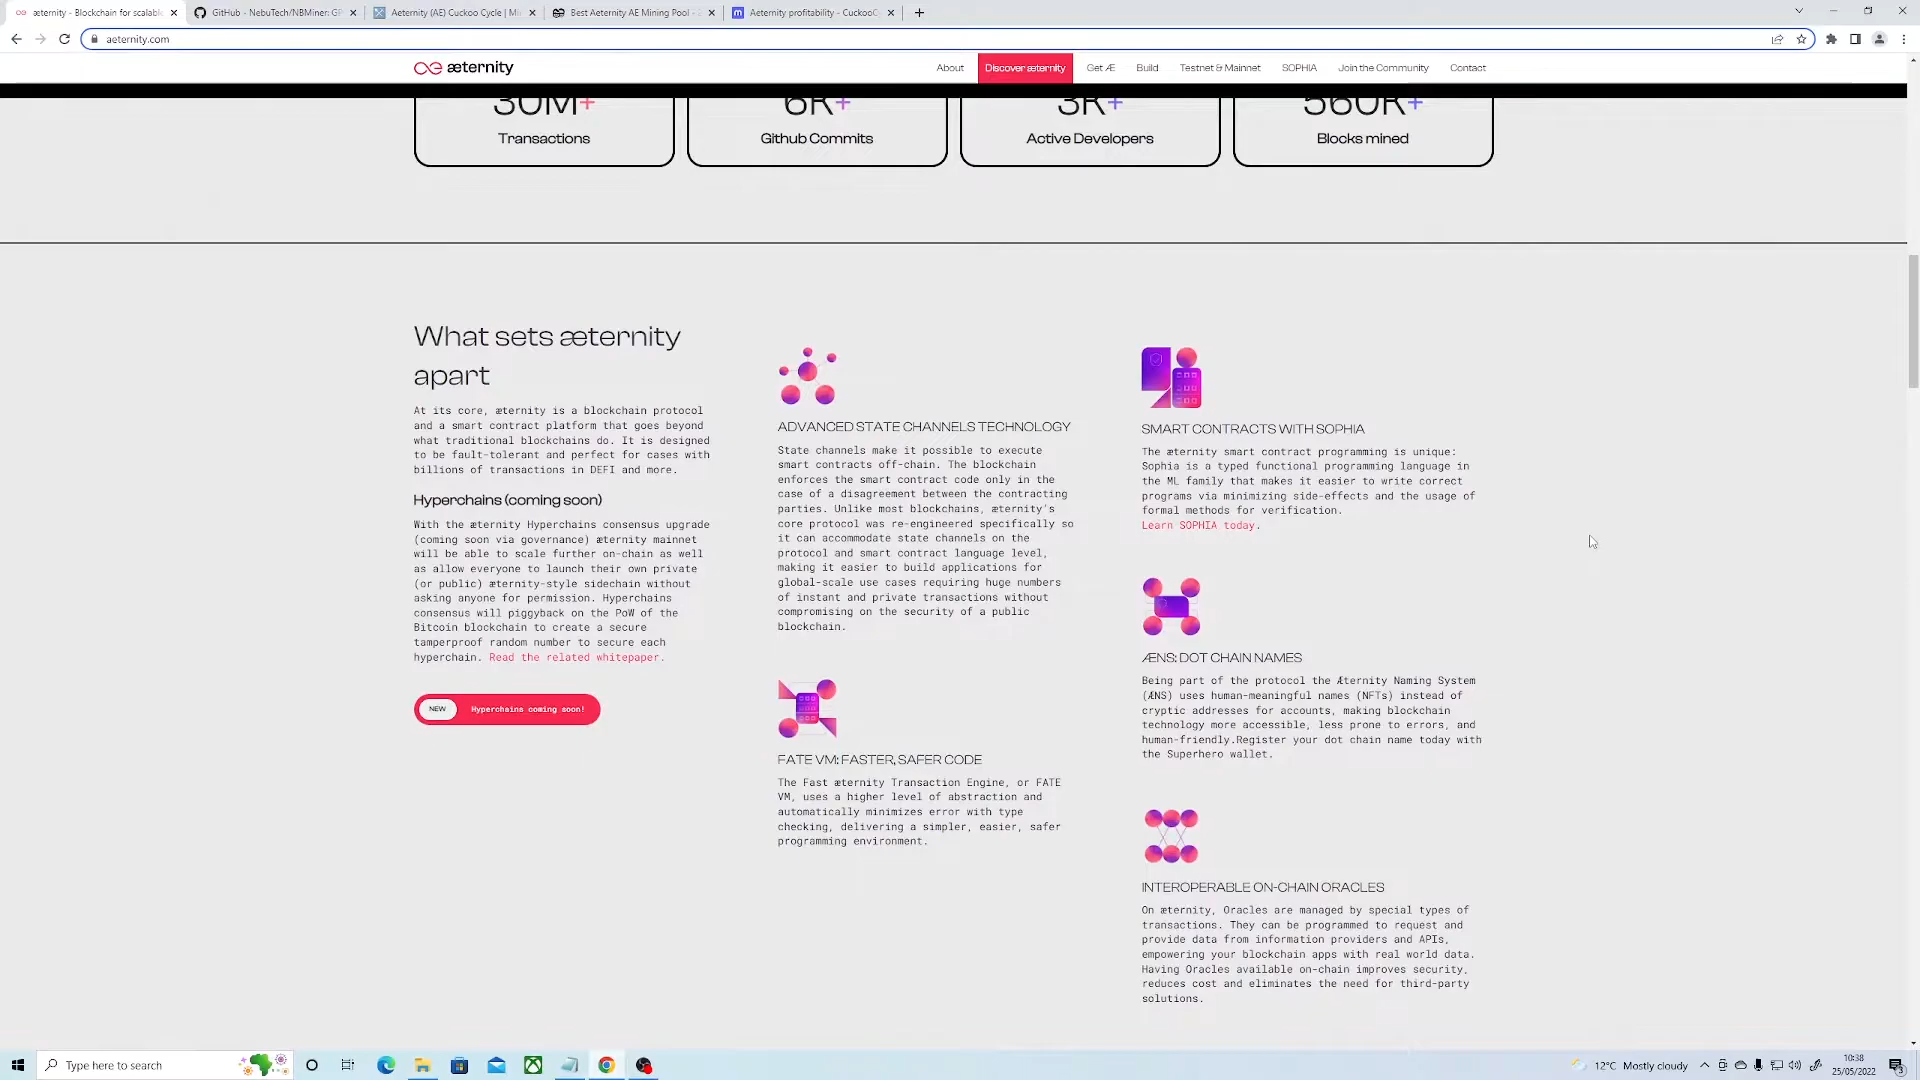 æternity - Blockchain for scalabl
GitHub - NebuTech/NBMiner: GP
Aeternity (AE) Cuckoo Cycle | Mi
Best Aeternity AE Mining Pool - 2
Aeternity profitability - CuckooC
aeternity.com
æternity
About
Discover æternity
Get Æ
Build
Testnet & Mainnet
SOPHIA
Join the Community
Contact
30M+
Transactions
6K+
Github Commits
3K+
Active Developers
560K+
Blocks mined
What sets æternity
apart
At its core, æternity is a blockchain protocol
and a smart contract platform that goes beyond
what traditional blockchains do. It is designed
to be fault-tolerant and perfect for cases with
billions of transactions in DEFI and more.
Hyperchains (coming soon)
With the æternity Hyperchains consensus upgrade
(coming soon via governance) æternity mainnet
will be able to scale further on-chain as well
as allow everyone to launch their own private
(or public) æternity-style sidechain without
asking anyone for permission. Hyperchains
consensus will piggyback on the PoW of the
Bitcoin blockchain to create a secure
tamperproof random number to secure each
hyperchain. Read the related whitepaper.
NEW Hyperchains coming soon!
ADVANCED STATE CHANNELS TECHNOLOGY
State channels make it possible to execute
smart contracts off-chain. The blockchain
enforces the smart contract code only in the
case of a disagreement between the contracting
parties. Unlike most blockchains, æternity's
core protocol was re-engineered specifically so
it can accommodate state channels on the
protocol and smart contract language level,
making it easier to build applications for
global-scale use cases requiring huge numbers
of instant and private transactions without
compromising on the security of a public
blockchain.
FATE VM: FASTER, SAFER CODE
The Fast æternity Transaction Engine, or FATE
VM, uses a higher level of abstraction and
automatically minimizes error with type
checking, delivering a simpler, easier, safer
programming environment.
SMART CONTRACTS WITH SOPHIA
The æternity smart contract programming is unique:
Sophia is a typed functional programming language in
the ML family that makes it easier to write correct
programs via minimizing side-effects and the usage of
formal methods for verification.
Learn SOPHIA today.
ÆNS: DOT CHAIN NAMES
Being part of the protocol the Æternity Naming System
(ÆNS) uses human-meaningful names (NFTs) instead of
cryptic addresses for accounts, making blockchain
technology more accessible, less prone to errors, and
human-friendly.Register your dot chain name today with
the Superhero wallet.
INTEROPERABLE ON-CHAIN ORACLES
On æternity, Oracles are managed by special types of
transactions. They can be programmed to request and
provide data from information providers and APIs,
empowering your blockchain apps with real world data.
Having Oracles available on-chain improves security,
reduces cost and eliminates the need for third-party
solutions.
Type here to search
12°C Mostly cloudy
10:38
25/05/2022